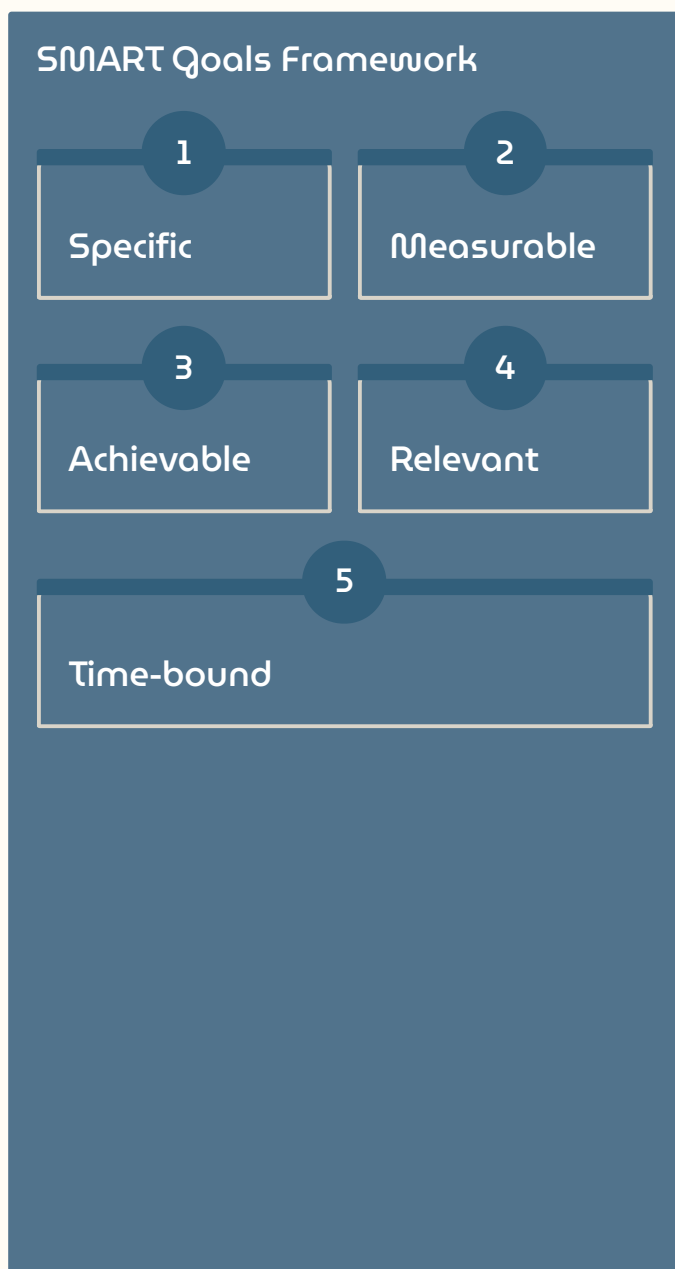 SMART Goals Framework
1
Specific
2
Measurable
3
Achievable
4
Relevant
5
Time-bound